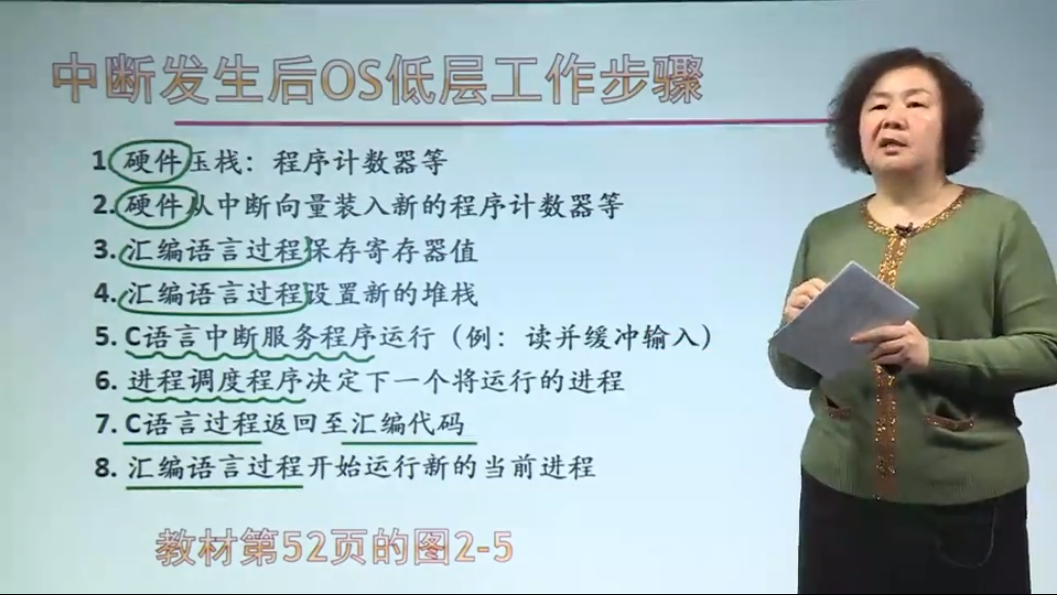 中断发生后OS低层工作步骤
1. 硬件压栈：程序计数器等
2. 硬件从中断向量装入新的程序计数器等
3. 汇编语言过程保存寄存器值
4. 汇编语言过程设置新的堆栈
5. C语言中断服务程序运行（例：读并缓冲输入）
6. 进程调度程序决定下一个将运行的进程
7. C语言过程返回至汇编代码
8. 汇编语言过程开始运行新的当前进程
教材第52页的图2-5